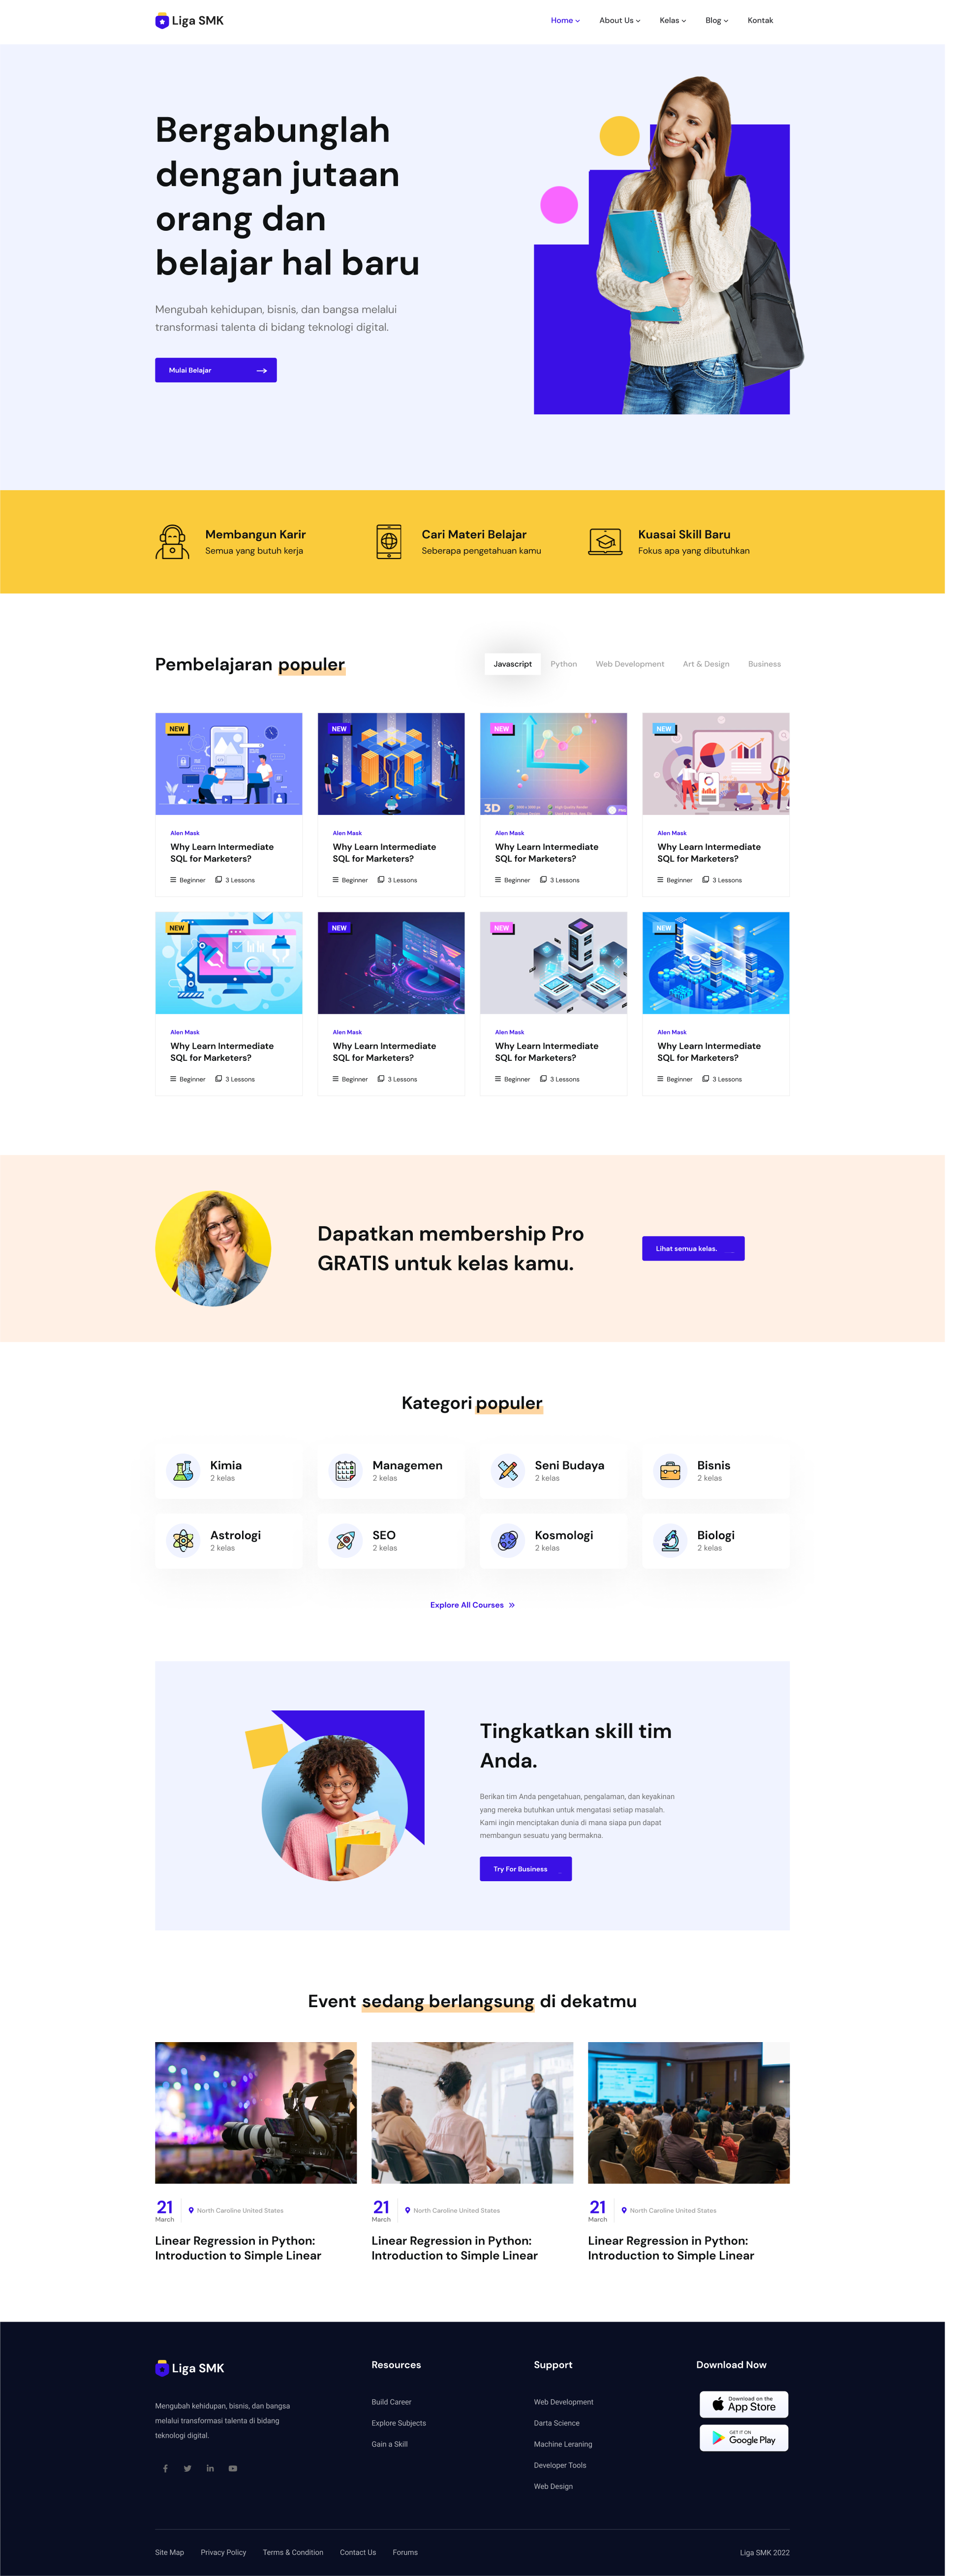 Liga SMK
Home
About Us
Kelas
Blog
Kontak
Bergabunglah
dengan jutaan
orang dan
belajar hal baru
Mengubah kehidupan, bisnis, dan bangsa melalui
transformasi talenta di bidang teknologi digital.
Mulai Belajar
Membangun Karir
Semua yang butuh kerja
Cari Materi Belajar
Seberapa pengetahuan kamu
Kuasai Skill Baru
Fokus apa yang dibutuhkan
Pembelajaran populer
Javascript
Python
Web Development
Art & Design
Business
NEW
Alen Mask
Why Learn Intermediate
SQL for Marketers?
Beginner
3 Lessons
NEW
Alen Mask
Why Learn Intermediate
SQL for Marketers?
Beginner
3 Lessons
NEW
3D
PNG
Alen Mask
Why Learn Intermediate
SQL for Marketers?
Beginner
3 Lessons
NEW
Alen Mask
Why Learn Intermediate
SQL for Marketers?
Beginner
3 Lessons
NEW
Alen Mask
Why Learn Intermediate
SQL for Marketers?
Beginner
3 Lessons
NEW
Alen Mask
Why Learn Intermediate
SQL for Marketers?
Beginner
3 Lessons
NEW
Alen Mask
Why Learn Intermediate
SQL for Marketers?
Beginner
3 Lessons
NEW
Alen Mask
Why Learn Intermediate
SQL for Marketers?
Beginner
3 Lessons
Dapatkan membership Pro
GRATIS untuk kelas kamu.
Lihat semua kelas.
Kategori populer
Kimia
2 kelas
Managemen
2 kelas
Seni Budaya
2 kelas
Bisnis
2 kelas
Astrologi
2 kelas
SEO
2 kelas
Kosmologi
2 kelas
Biologi
2 kelas
Explore All Courses
Tingkatkan skill tim
Anda.
Berikan tim Anda pengetahuan, pengalaman, dan keyakinan
yang mereka butuhkan untuk mengatasi setiap masalah.
Kami ingin menciptakan dunia di mana siapa pun dapat
membangun sesuatu yang bermakna.
Try For Business
Event sedang berlangsung di dekatmu
21
March
North Caroline United States
Linear Regression in Python:
Introduction to Simple Linear
21
March
North Caroline United States
Linear Regression in Python:
Introduction to Simple Linear
21
March
North Caroline United States
Linear Regression in Python:
Introduction to Simple Linear
Liga SMK
Mengubah kehidupan, bisnis, dan bangsa
melalui transformasi talenta di bidang
teknologi digital.
Resources
Build Career
Explore Subjects
Gain a Skill
Support
Web Development
Darta Science
Machine Leraning
Developer Tools
Web Design
Download Now
Download on the
App Store
GET IT ON
Google Play
Site Map
Privacy Policy
Terms & Condition
Contact Us
Forums
Liga SMK 2022